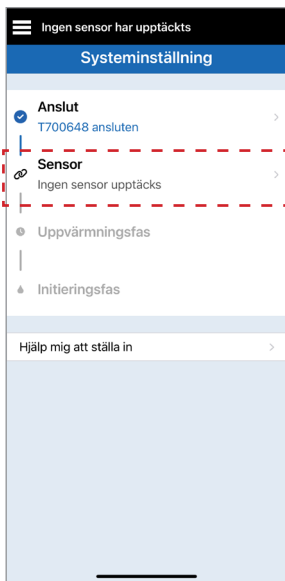 Ingen sensor har upptäckts
Systeminställning
Anslut
T700648 ansluten
Sensor
Ingen sensor upptäcks
Uppvärmningsfas
Initieringsfas
Hjälp mig att ställa in